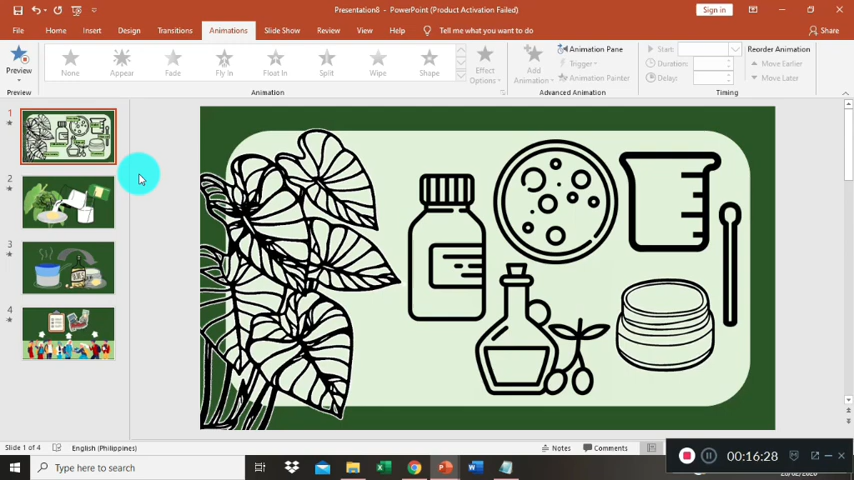 Presentation8 - PowerPoint (Product Activation Failed)
Sign in
File Home Insert Design Transitions Animations Slide Show Review View Help Tell me what you want to do
Share
Preview
None Appear Fade Fly In Float In Split Wipe Shape
Effect Options
Add Animation
Animation Pane
Trigger
Animation Painter
Start:
Duration:
Delay:
Reorder Animation
Move Earlier
Move Later
Preview Animation Advanced Animation Timing
1
2
3
4
Slide 1 of 4 English (Philippines) Notes Comments
Type here to search
00:16:28